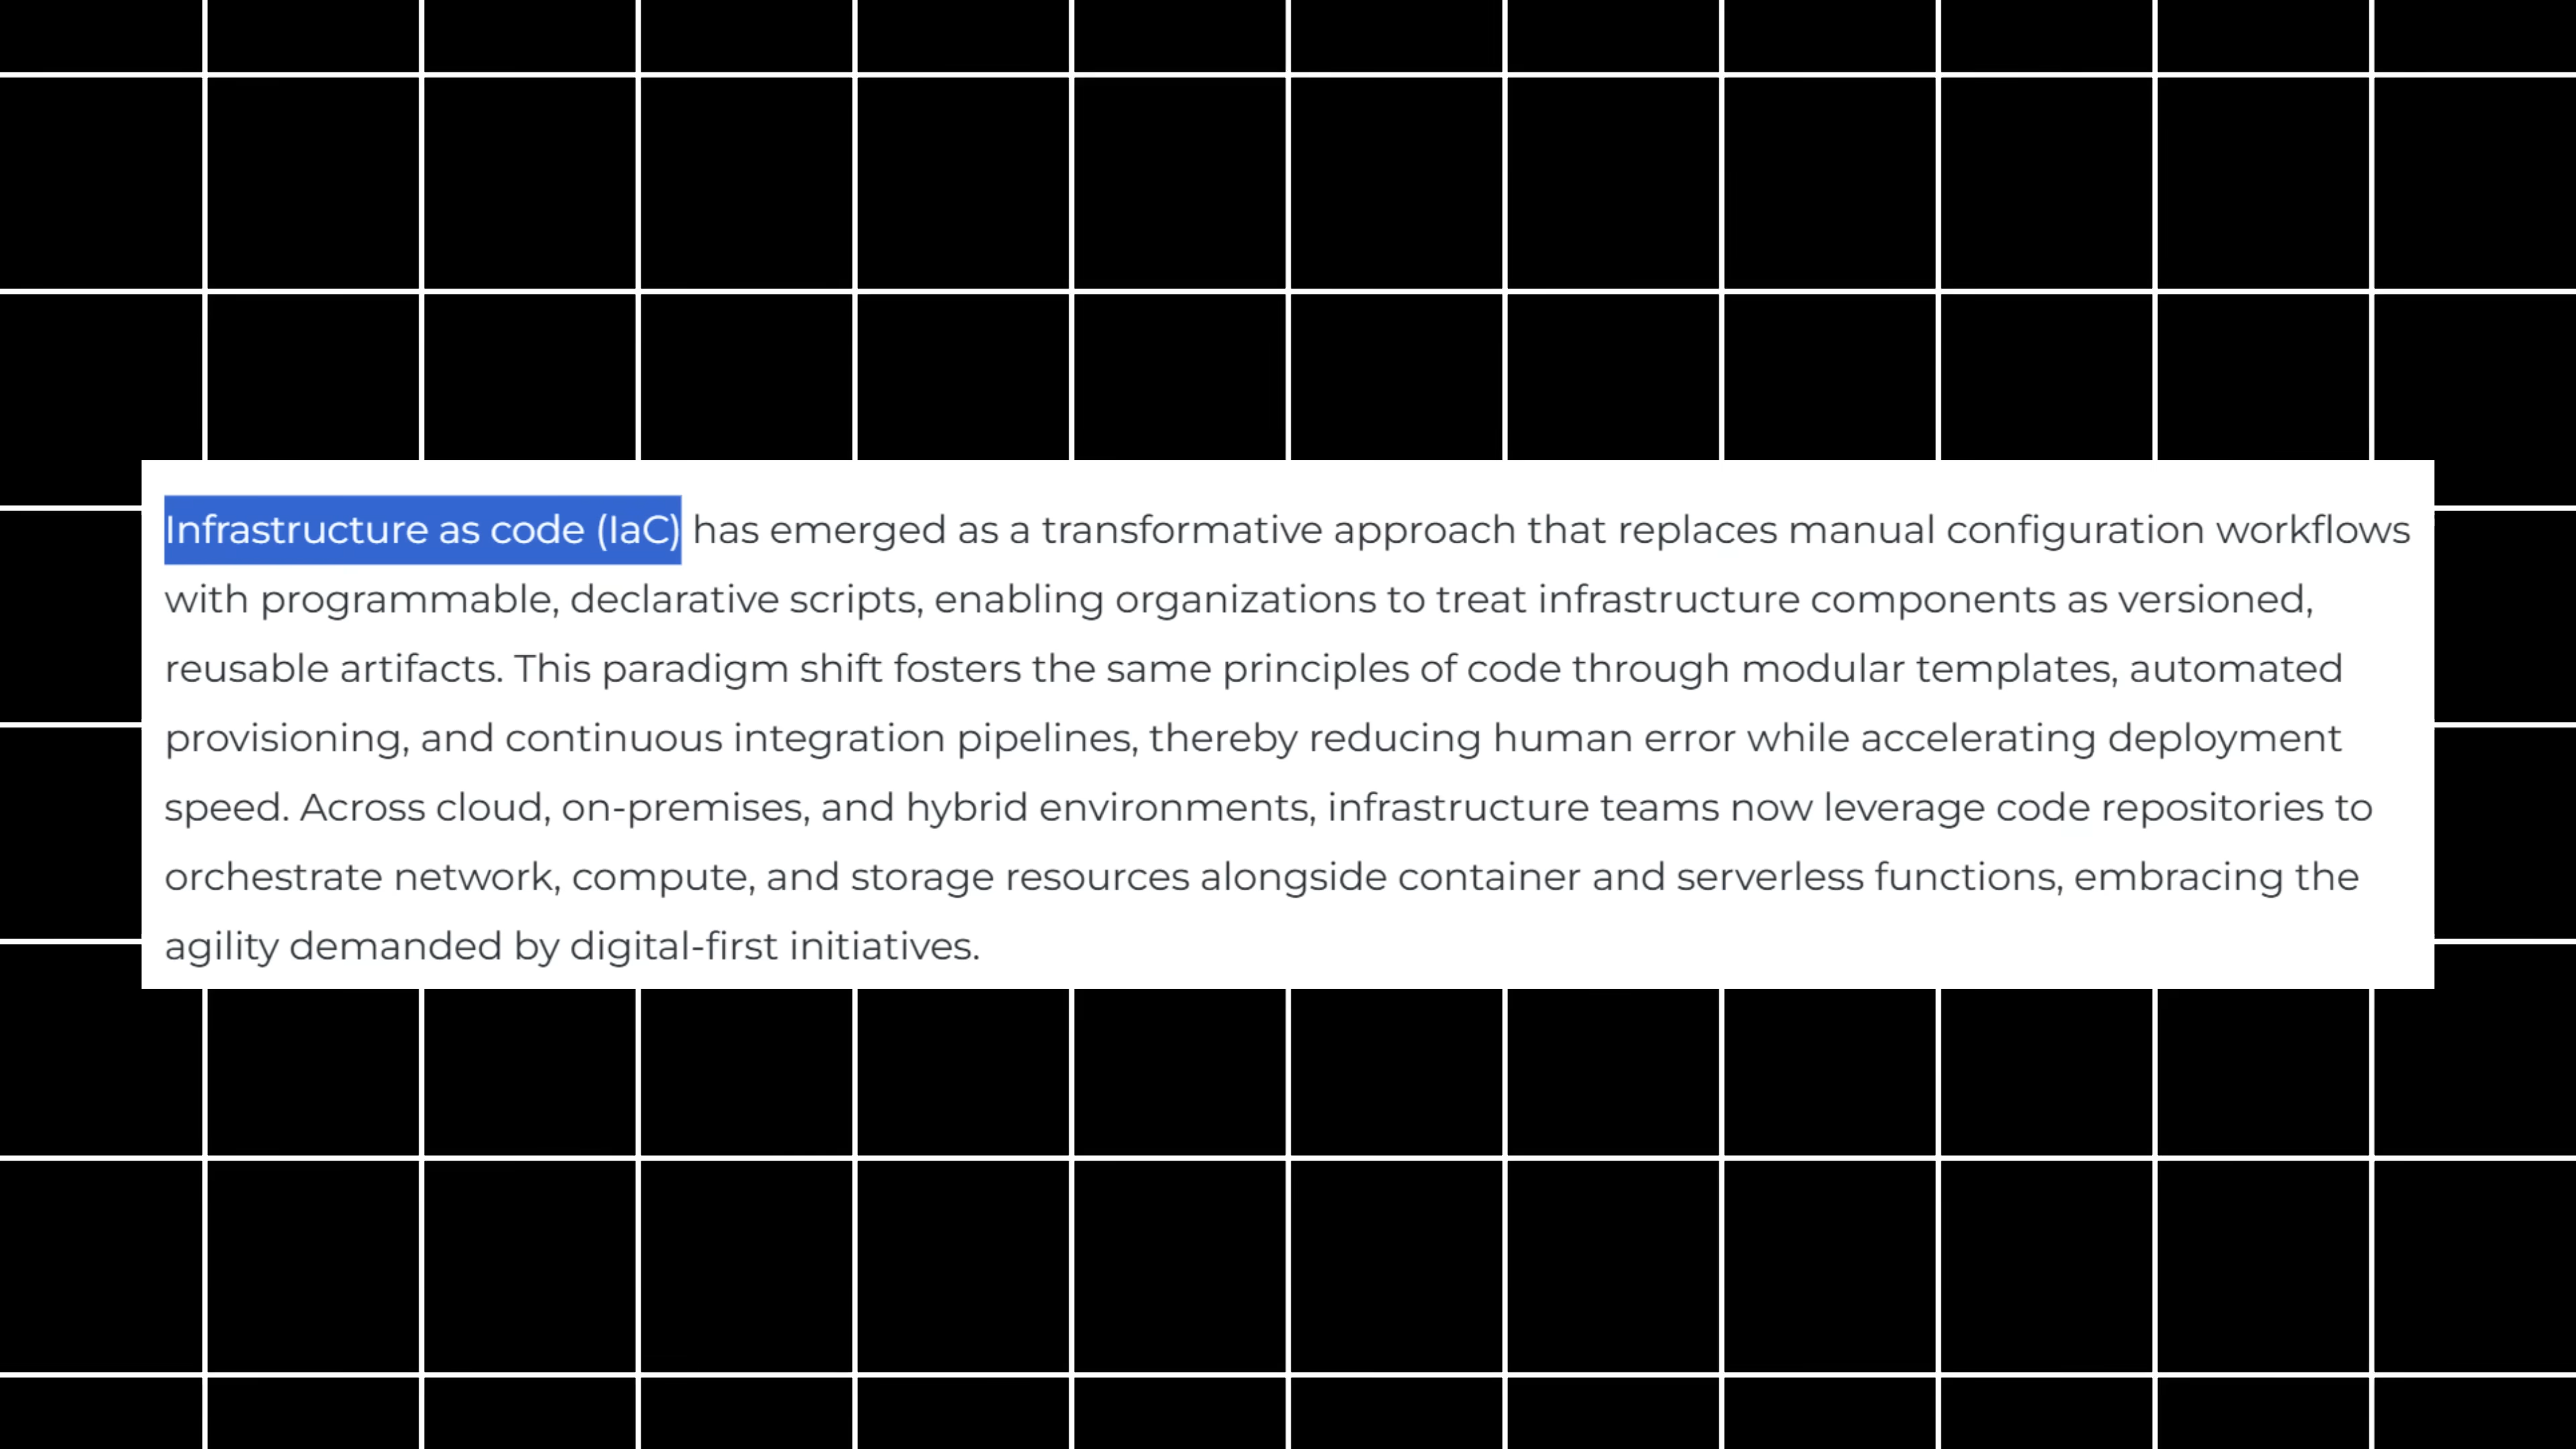 Infrastructure as code (IaC) has emerged as a transformative approach that replaces manual configuration workflows
with programmable, declarative scripts, enabling organizations to treat infrastructure components as versioned,
reusable artifacts. This paradigm shift fosters the same principles of code through modular templates, automated
provisioning, and continuous integration pipelines, thereby reducing human error while accelerating deployment
speed. Across cloud, on-premises, and hybrid environments, infrastructure teams now leverage code repositories to
orchestrate network, compute, and storage resources alongside container and serverless functions, embracing the
agility demanded by digital-first initiatives.